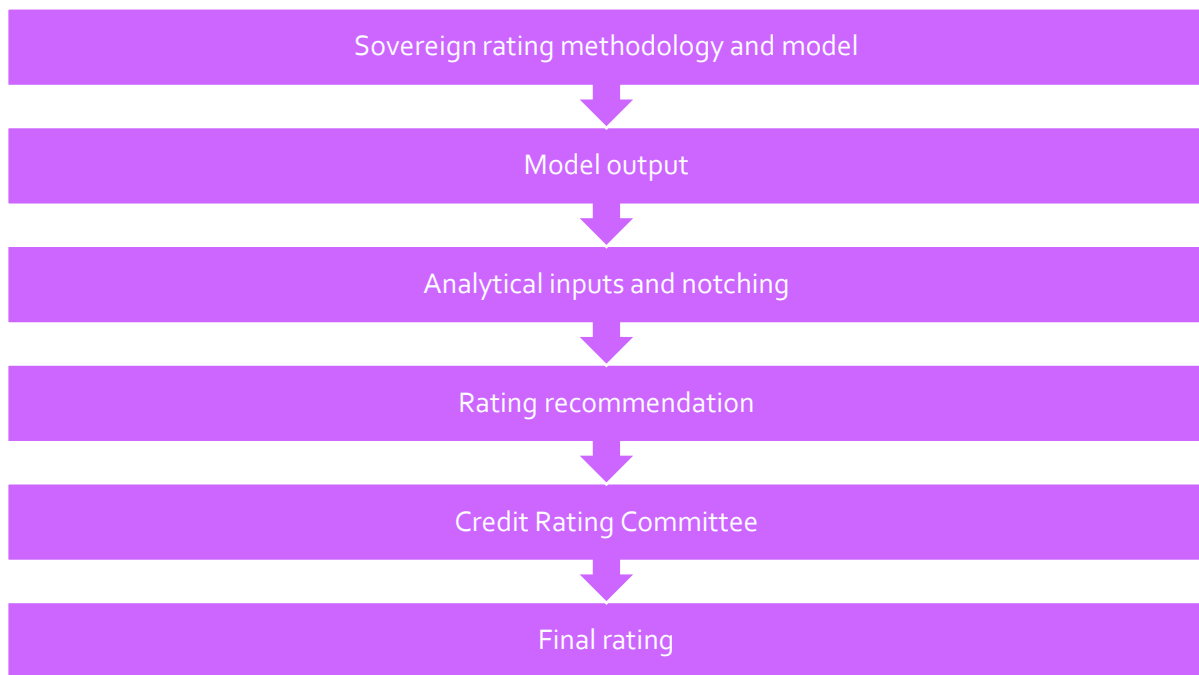 Sovereign rating methodology and model
Model output
Analytical inputs and notching
Rating recommendation
Credit Rating Committee
Final rating